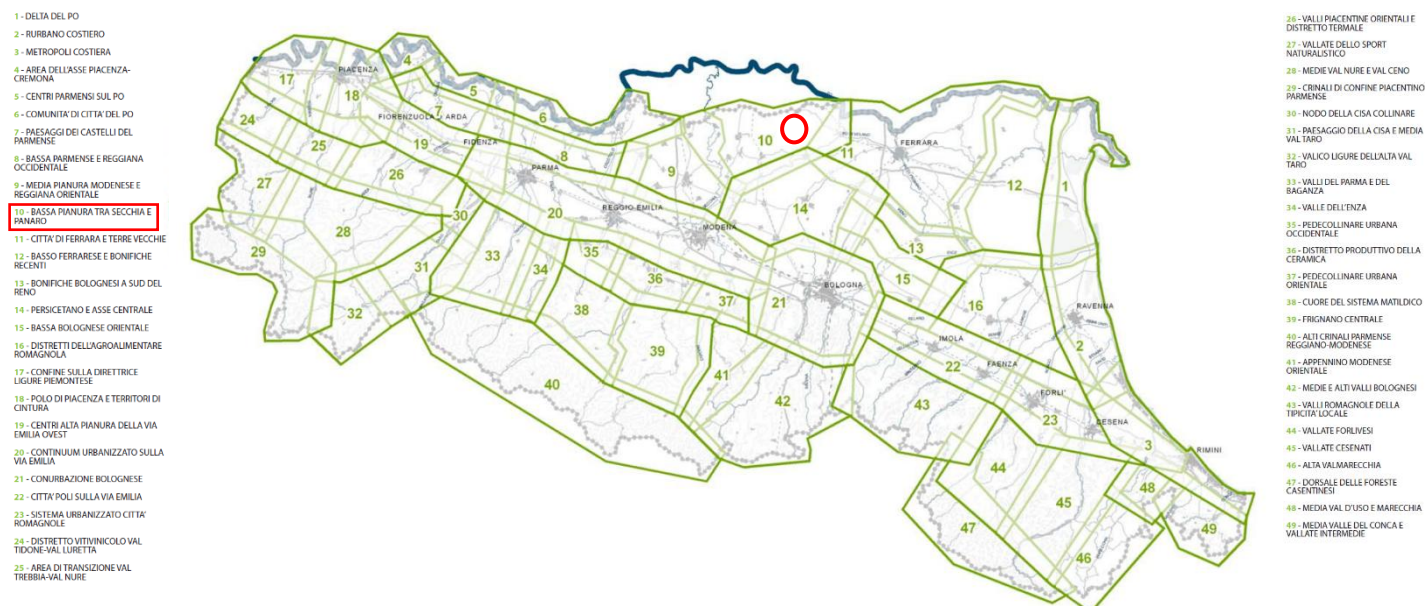 1 - DELTA DEL PO
2 - RURBANO COSTIERO
3 - METROPOLI COSTIERA
4 - AREA DELL'ASSE PIACENZA-
CREMONA
5 - CENTRI PARMENSI SUL PO
6 - COMUNITA' DI CITTA' DEL PO
7 - PAESAGGI DEI CASTELLI DEL
PARMENSE
8 - BASSA PARMENSE E REGGIANA
OCCIDENTALE
9 - MEDIA PIANURA MODENESE E
REGGIANA ORIENTALE
10 - BASSA PIANURA TRA SECCHIA E
PANARO
11 - CITTA' DI FERRARA E TERRE VECCHIE
12 - BASSO FERRARESE E BONIFICHE
RECENTI
13 - BONIFICHE BOLOGNESI A SUD DEL
RENO
14 - PERSICETANO E ASSE CENTRALE
15 - BASSA BOLOGNESE ORIENTALE
16 - DISTRETTI DELL'AGROALIMENTARE
ROMAGNOLA
17 - CONFINE SULLA DIRETTRICE
LIGURE PIEMONTESE
18 - POLO DI PIACENZA E TERRITORI DI
CINTURA
19 - CENTRI ALTA PIANURA DELLA VIA
EMILIA OVEST
20 - CONTINUUM URBANIZZATO SULLA
VIA EMILIA
21 - CONURBAZIONE BOLOGNESE
22 - CITTA' POLI SULLA VIA EMILIA
23 - SISTEMA URBANIZZATO CITTA'
ROMAGNOLE
24 - DISTRETTO VITIVINICOLO VAL
TIDONE-VAL LURETTA
25 - AREA DI TRANSIZIONE VAL
TREBBIA-VAL NURE
4
17
PIACENZA
5
18
7
24
FIORENZUOLA D'ARDA
6
10
11
FERRARA
25
19
FIDENZA
8
9
12
1
27
26
PARMA
14
30
20
REGGIO EMILIA
28
MODENA
13
29
31
33
34
35
36
15
BOLOGNA
16
32
38
37
21
RAVENNA
39
IMOLA
2
40
41
22
FAENZA
42
43
FORLI'
23
CESENA
3
RIMINI
44
48
45
47
49
46
26 - VALLI PIACENTINE ORIENTALI E
DISTRETTO TERMALE
27 - VALLATE DELLO SPORT
NATURALISTICO
28 - MEDIE VAL NURE E VAL CENO
29 - CRINALI DI CONFINE PIACENTINO
PARMENSE
30 - NODO DELLA CISA COLLINARE
31 - PAESAGGIO DELLA CISA E MEDIA
VAL TARO
32 - VALICO LIGURE DELL'ALTA VAL
TARO
33 - VALLI DEL PARMA E DEL
BAGANZA
34 - VALLE DELL'ENZA
35 - PEDECOLLINARE URBANA
OCCIDENTALE
36 - DISTRETTO PRODUTTIVO DELLA
CERAMICA
37 - PEDECOLLINARE URBANA
ORIENTALE
38 - CUORE DEL SISTEMA MATILDICO
39 - FRIGNANO CENTRALE
40 - ALTI CRINALI PARMENSE
REGGIANO-MODENESE
41 - APPENNINO MODENESE
ORIENTALE
42 - MEDIE E ALTI VALLI BOLOGNESI
43 - VALLI ROMAGNOLE DELLA
TIPICITA' LOCALE
44 - VALLATE FORLIVESI
45 - VALLATE CESENATI
46 - ALTA VALMARECCHIA
47 - DORSALE DELLE FORESTE
CASENTINESI
48 - MEDIA VAL D'USO E MARECCHIA
49 - MEDIA VALLE DEL CONCA E
VALLATE INTERMEDIE